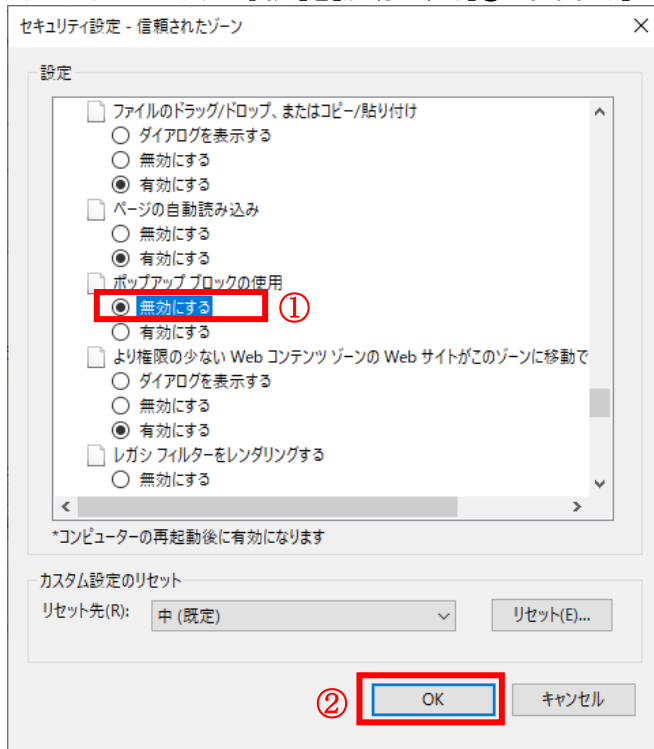 セキュリティ設定 - 信頼されたゾーン
設定
ファイルのドラッグ/ドロップ、またはコピー/貼り付け
ダイアログを表示する
無効にする
有効にする
ページの自動読み込み
無効にする
有効にする
ポップアップ ブロックの使用
無効にする
①
有効にする
より権限の少ない Web コンテンツ ゾーンの Web サイトがこのゾーンに移動で
ダイアログを表示する
無効にする
有効にする
レガシ フィルターをレンダリングする
無効にする
*コンピューターの再起動後に有効になります
カスタム設定のリセット
リセット先(R): 中 (既定) リセット(E)...
② OK キャンセル